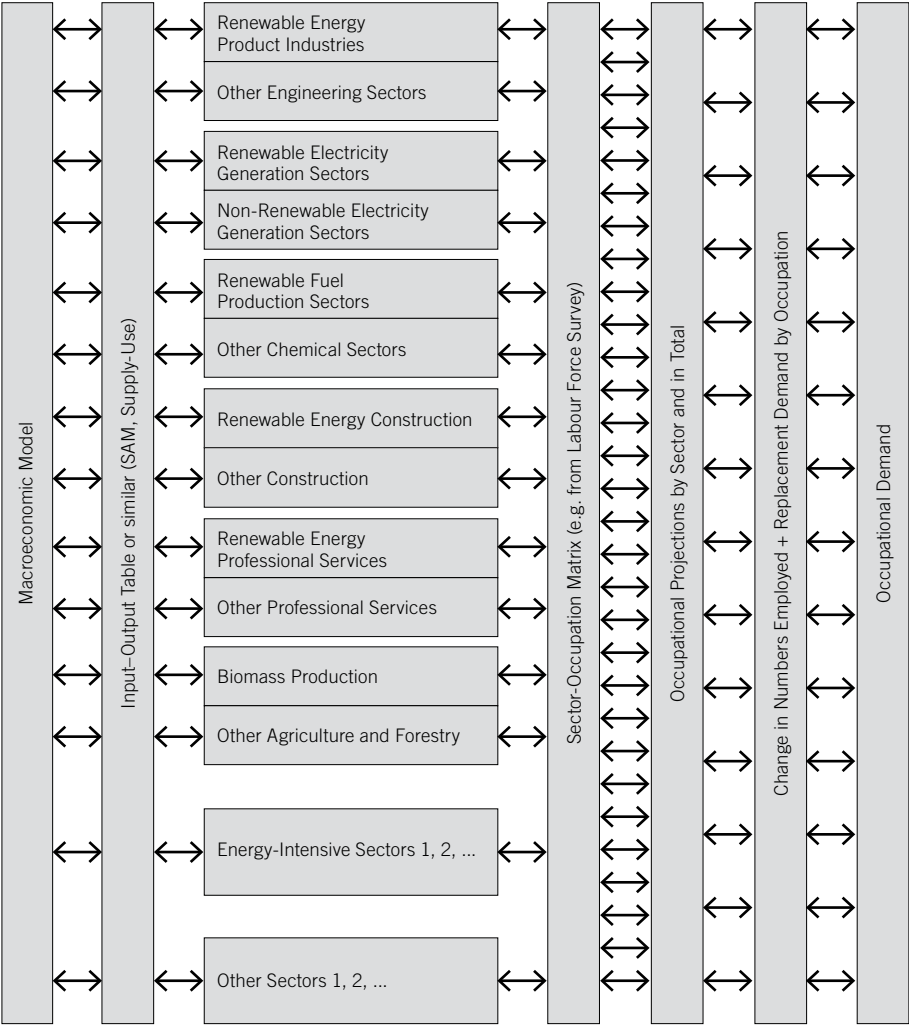 Macroeconomic Model
Input–Output Table or similar (SAM, Supply-Use)
Renewable Energy
Product Industries
Other Engineering Sectors
Renewable Electricity
Generation Sectors
Non-Renewable Electricity
Generation Sectors
Renewable Fuel
Production Sectors
Other Chemical Sectors
Renewable Energy Construction
Other Construction
Renewable Energy
Professional Services
Other Professional Services
Biomass Production
Other Agriculture and Forestry
Energy-Intensive Sectors 1, 2, ...
Other Sectors 1, 2, ...
Sector-Occupation Matrix (e.g. from Labour Force Survey)
Occupational Projections by Sector and in Total
Change in Numbers Employed + Replacement Demand by Occupation
Occupational Demand